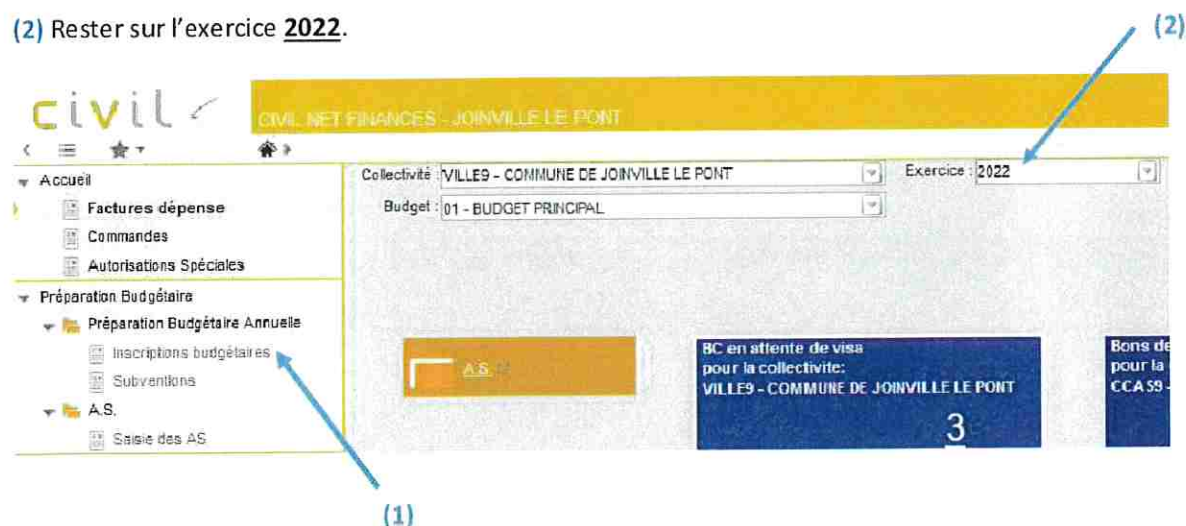 (2) Rester sur l'exercice 2022.
(2)
civil
CIVIL NET FINANCES - JOINVILLE LE PONT
Collectivité : VILLE9 - COMMUNE DE JOINVILLE LE PONT
Exercice : 2022
Budget : 01 - BUDGET PRINCIPAL
Accueil
Factures dépense
Commandes
Autorisations Spéciales
Préparation Budgétaire
Préparation Budgétaire Annuelle
Inscriptions budgétaires
Subventions
A.S.
Saisie des AS
A.S.
BC en attente de visa
pour la collectivité:
VILLE9 - COMMUNE DE JOINVILLE LE PONT
3
Bons de
pour la
CCAS9 -
(1)